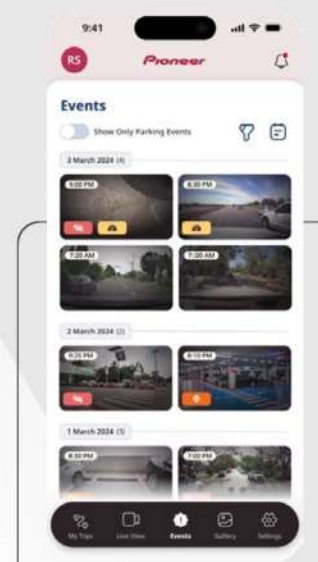 9:41
RS
Pioneer
Events
Show Only Parking Events
3 March 2024 (4)
9:00 PM
8:30 PM
7:20 AM
7:00 AM
2 March 2024 (2)
9:20 PM
8:10 PM
1 March 2024 (3)
8:30 PM
7:00 PM
My Trips
Live View
Events
Gallery
Settings